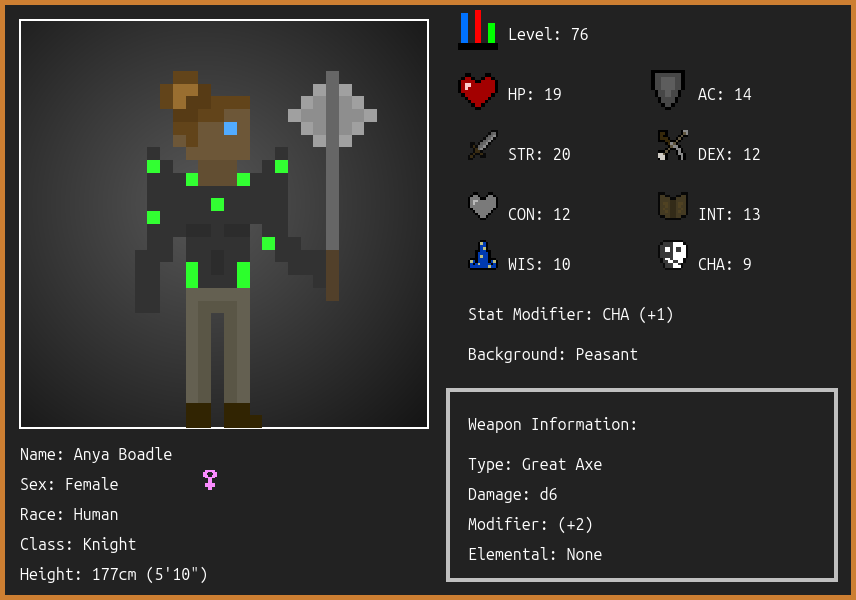 Level: 76
HP: 19
AC: 14
STR: 20
DEX: 12
CON: 12
INT: 13
WIS: 10
CHA: 9
Stat Modifier: CHA (+1)
Background: Peasant
Weapon Information:
Type: Great Axe
Damage: d6
Modifier: (+2)
Elemental: None
Name: Anya Boadle
Sex: Female
Race: Human
Class: Knight
Height: 177cm (5'10")